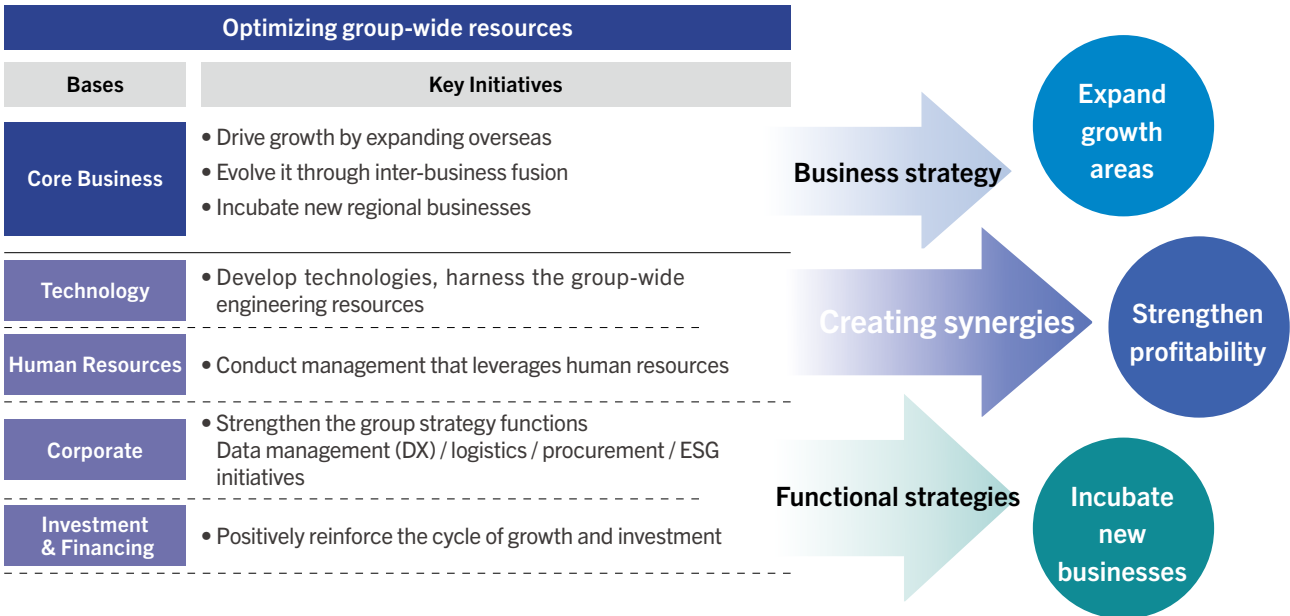 Optimizing group-wide resources
Bases
Key Initiatives
Core Business
• Drive growth by expanding overseas
• Evolve it through inter-business fusion
• Incubate new regional businesses
Technology
• Develop technologies, harness the group-wide
engineering resources
Human Resources
• Conduct management that leverages human resources
Corporate
• Strengthen the group strategy functions
Data management (DX) / logistics / procurement / ESG
initiatives
Investment
& Financing
• Positively reinforce the cycle of growth and investment
Business strategy
Creating synergies
Functional strategies
Expand
growth
areas
Strengthen
profitability
Incubate
new
businesses